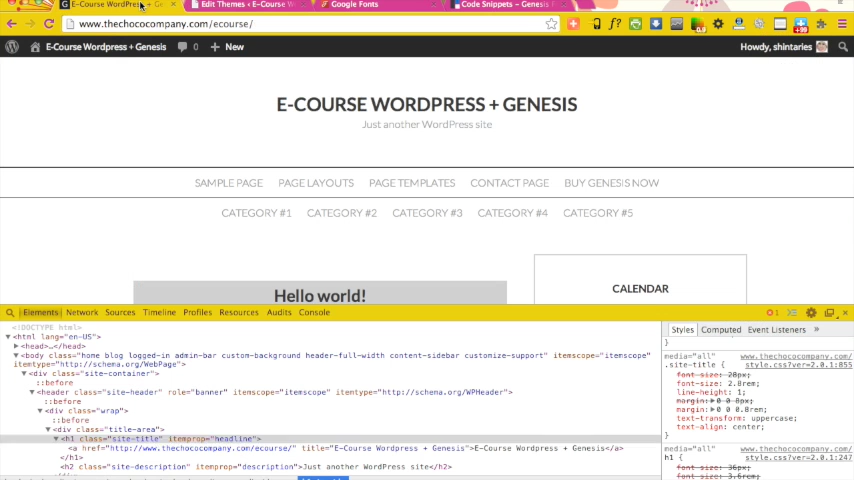 E-Course Wordpress + Ge
Edit Themes ‹ E-Course W
Google Fonts
Code Snippets – Genesis
www.thechococompany.com/ecourse/
f?
E-Course Wordpress + Genesis
0
+ New
Howdy, shintaries
E-COURSE WORDPRESS + GENESIS
Just another WordPress site
SAMPLE PAGE PAGE LAYOUTS PAGE TEMPLATES CONTACT PAGE BUY GENESIS NOW
CATEGORY #1 CATEGORY #2 CATEGORY #3 CATEGORY #4 CATEGORY #5
Hello world!
CALENDAR
Elements Network Sources Timeline Profiles Resources Audits Console
1
<!DOCTYPE html>
<html lang="en-US">
<head>…</head>
<body class="home blog logged-in admin-bar custom-background header-full-width content-sidebar customize-support" itemscope="itemscope"
itemtype="http://schema.org/WebPage">
<div class="site-container">
::before
<header class="site-header" role="banner" itemscope="itemscope" itemtype="http://schema.org/WPHeader">
::before
<div class="wrap">
::before
<div class="title-area">
<h1 class="site-title" itemprop="headline">
<a href="http://www.thechococompany.com/ecourse/" title="E-Course Wordpress + Genesis">E-Course Wordpress + Genesis</a>
</h1>
<h2 class="site-description" itemprop="description">Just another WordPress site</h2>
Styles Computed Event Listeners »
}
media="all" www.thechococompany.com/
.site-title { style.css?ver=2.0.1:855
font-size: 28px;
font-size: 2.8rem;
line-height: 1;
margin: 0 0 8px;
margin: 0 0 0.8rem;
text-transform: uppercase;
text-align: center;
}
media="all" www.thechococompany.com/
h1 { style.css?ver=2.0.1:247
font-size: 36px;
font-size: 3.6rem;